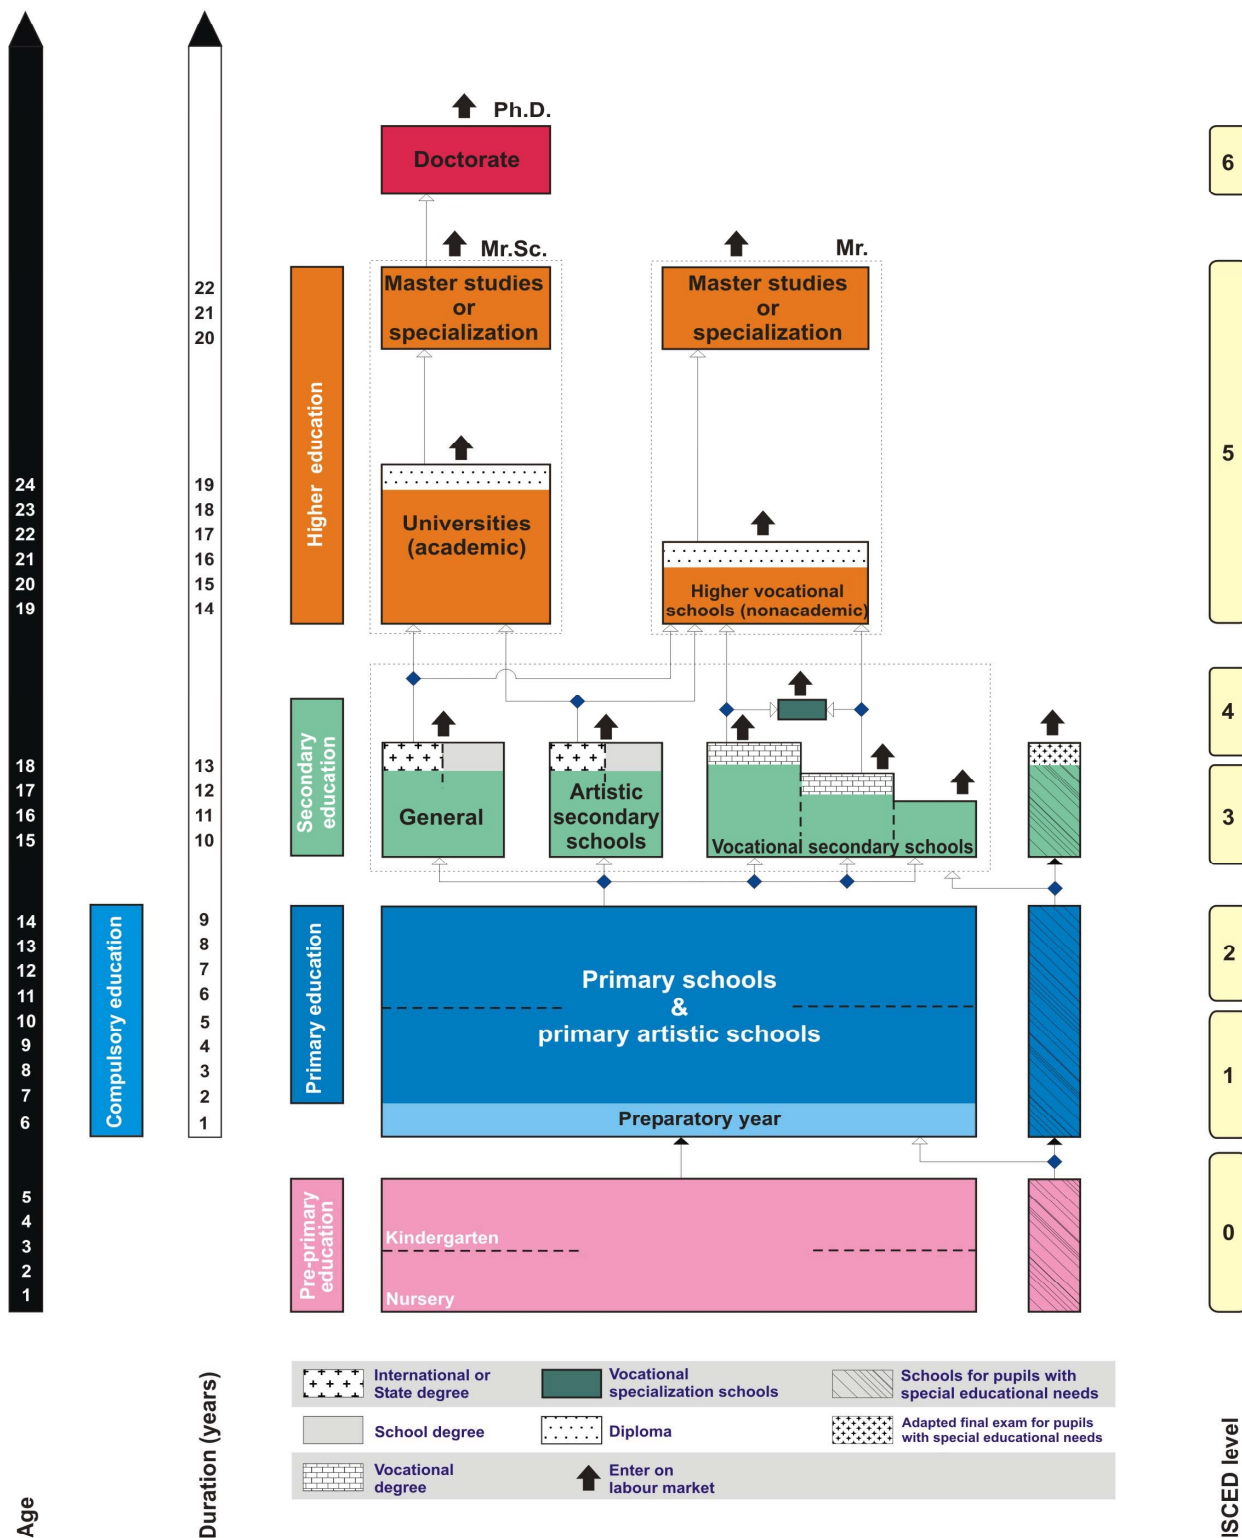 Ph.D.
Doctorate
6
Mr.Sc.
Mr.
Master studies
or
specialization
Master studies
or
specialization
22
21
20
Higher education
5
24
23
22
21
20
19
19
18
17
16
15
14
Universities
(academic)
Higher vocational
schools (nonacademic)
4
Secondary
education
18
17
16
15
13
12
11
10
General
Artistic
secondary
schools
Vocational secondary schools
3
14
13
12
11
10
9
8
7
6
Compulsory education
9
8
7
6
5
4
3
2
1
Primary education
Primary schools
&
primary artistic schools
Preparatory year
2
1
5
4
3
2
1
Pre-primary
education
Kindergarten
Nursery
0
Age
Duration (years)
ISCED level
International or
State degree
Vocational
specialization schools
Schools for pupils with
special educational needs
School degree
Diploma
Adapted final exam for pupils
with special educational needs
Vocational
degree
Enter on
labour market